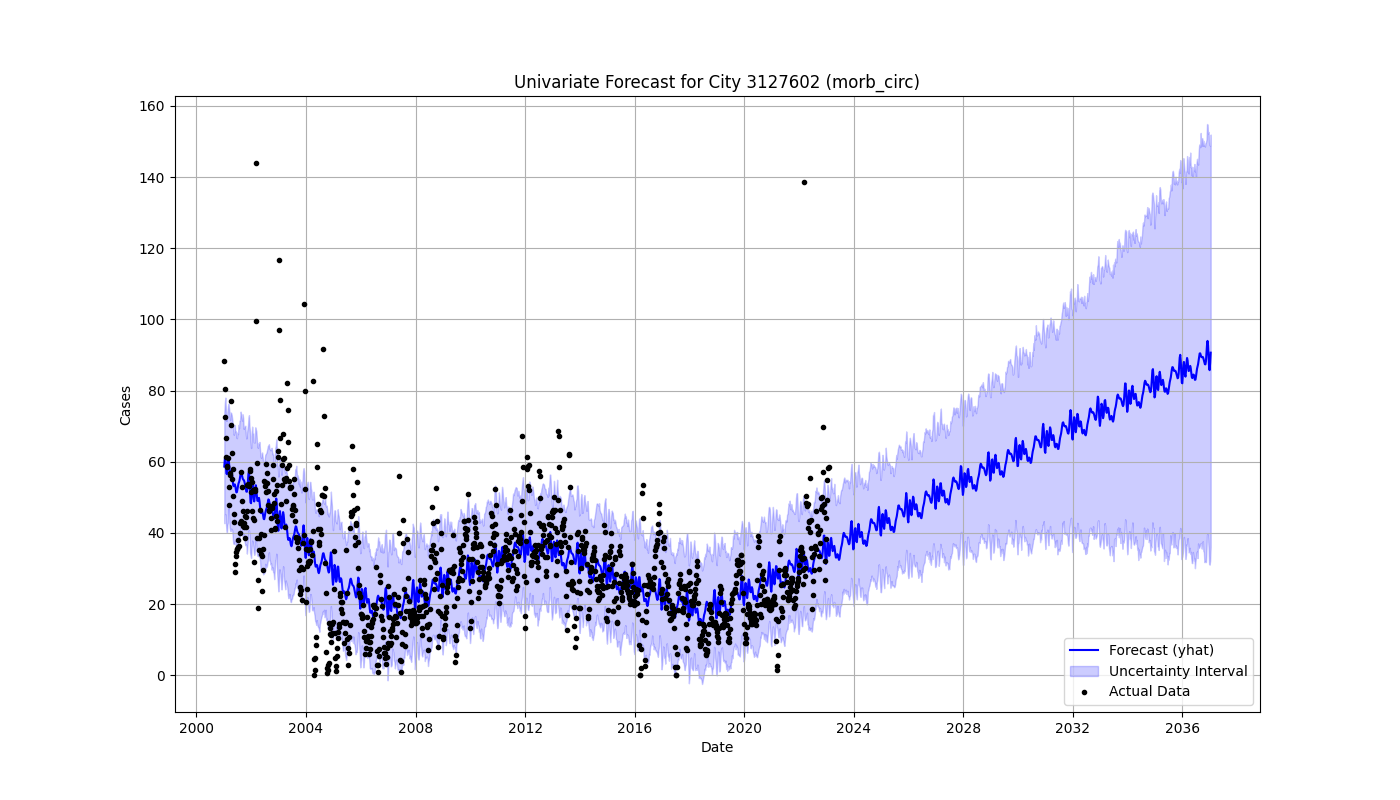 Univariate Forecast for City 3127602 (morb_circ)
160
140
120
100
80
60
40
20
0
Cases
2000 2004 2008 2012 2016 2020 2024 2028 2032 2036
Date
Forecast (yhat)
Uncertainty Interval
Actual Data